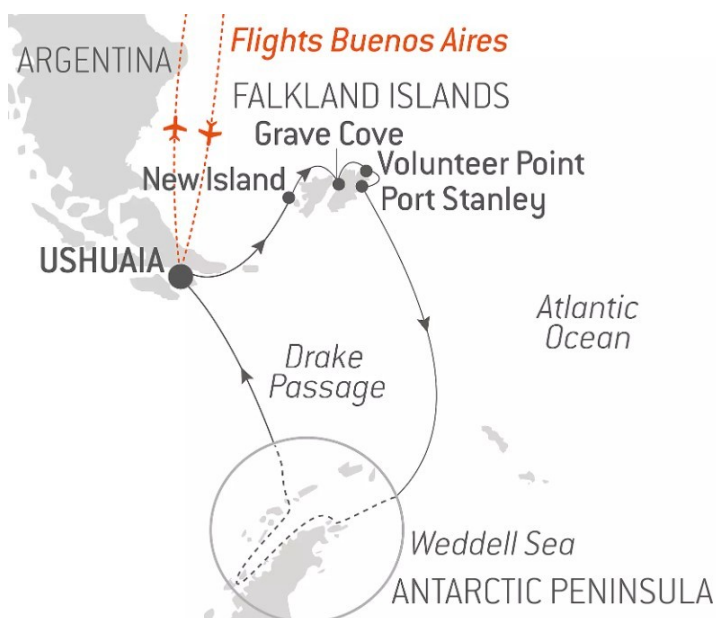 Flights Buenos Aires
ARGENTINA
FALKLAND ISLANDS
Grave Cove
Volunteer Point
New Island
Port Stanley
USHUAIA
Atlantic
Ocean
Drake
Passage
Weddell Sea
ANTARCTIC PENINSULA